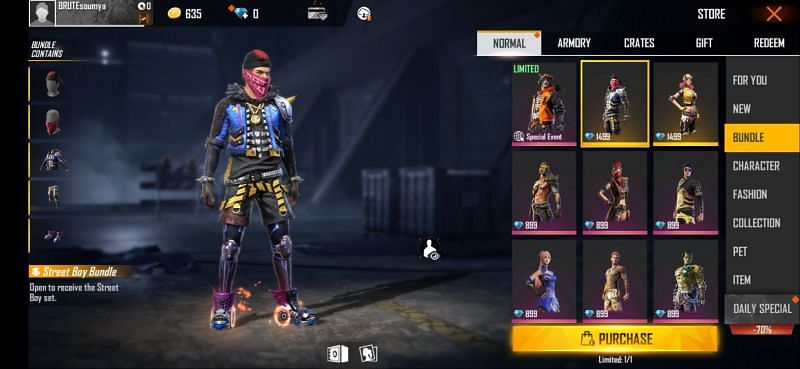 BRUTEsoumya
0
635
0
STORE
BUNDLE
CONTAINS
NORMAL
ARMORY
CRATES
GIFT
REDEEM
LIMITED
Special Event
1499
1499
899
899
899
899
899
899
FOR YOU
NEW
BUNDLE
CHARACTER
FASHION
COLLECTION
PET
ITEM
DAILY SPECIAL
-70%
Street Boy Bundle
Open to receive the Street
Boy set.
PURCHASE
Limited: 1/1